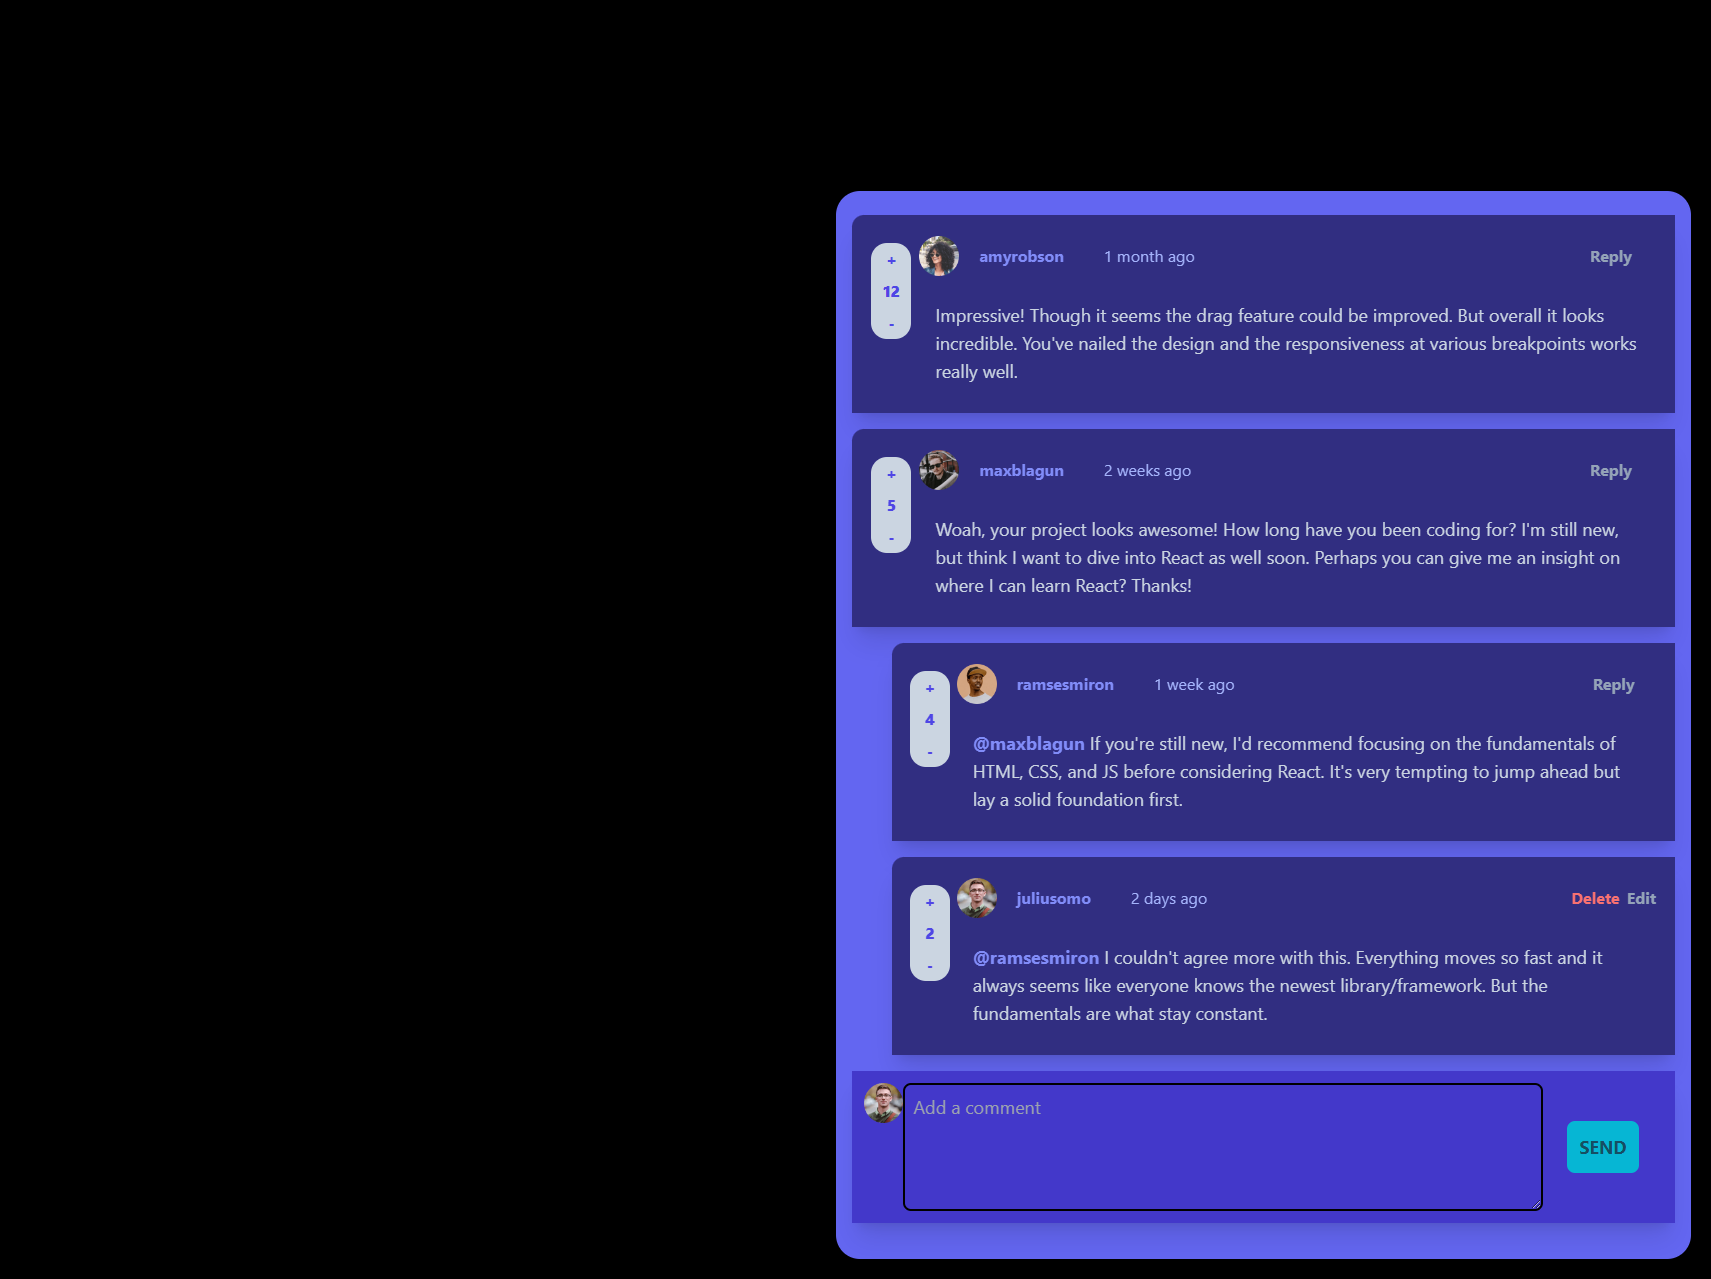 +
12
-
amyrobson 1 month ago Reply
Impressive! Though it seems the drag feature could be improved. But overall it looks
incredible. You've nailed the design and the responsiveness at various breakpoints works
really well.
+
5
-
maxblagun 2 weeks ago Reply
Woah, your project looks awesome! How long have you been coding for? I'm still new,
but think I want to dive into React as well soon. Perhaps you can give me an insight on
where I can learn React? Thanks!
+
4
-
ramsesmiron 1 week ago Reply
@maxblagun If you're still new, I'd recommend focusing on the fundamentals of
HTML, CSS, and JS before considering React. It's very tempting to jump ahead but
lay a solid foundation first.
+
2
-
juliusomo 2 days ago Delete Edit
@ramsesmiron I couldn't agree more with this. Everything moves so fast and it
always seems like everyone knows the newest library/framework. But the
fundamentals are what stay constant.
Add a comment
SEND